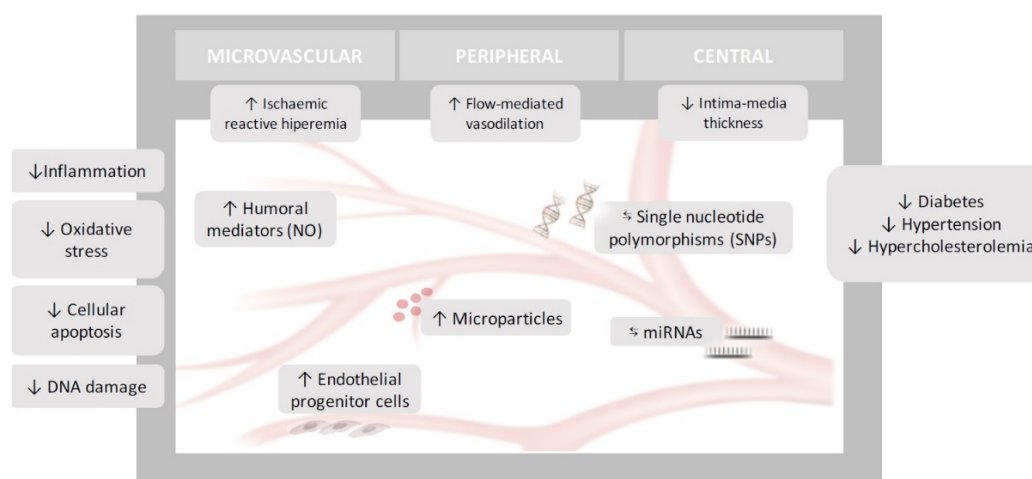 MICROVASCULAR
PERIPHERAL
CENTRAL
↑ Ischaemic
reactive hiperemia
↑ Flow-mediated
vasodilation
↓ Intima-media
thickness
↓Inflammation
↓ Oxidative
stress
↓ Cellular
apoptosis
↓ DNA damage
↑ Humoral
mediators (NO)
⇆ Single nucleotide
polymorphisms (SNPs)
↑ Microparticles
⇆ miRNAs
↑ Endothelial
progenitor cells
↓ Diabetes
↓ Hypertension
↓ Hypercholesterolemia